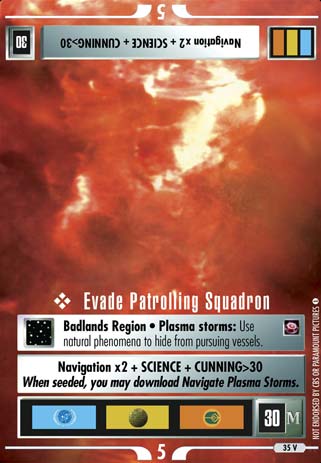 5
30
Navigation x2 + SCIENCE + CUNNING>30
❖ Evade Patrolling Squadron
Badlands Region • Plasma storms: Use
natural phenomena to hide from pursuing vessels.
Navigation x2 + SCIENCE + CUNNING>30
When seeded, you may download Navigate Plasma Storms.
30 M
5
35 V
NOT ENDORSED BY CBS OR PARAMOUNT PICTURES